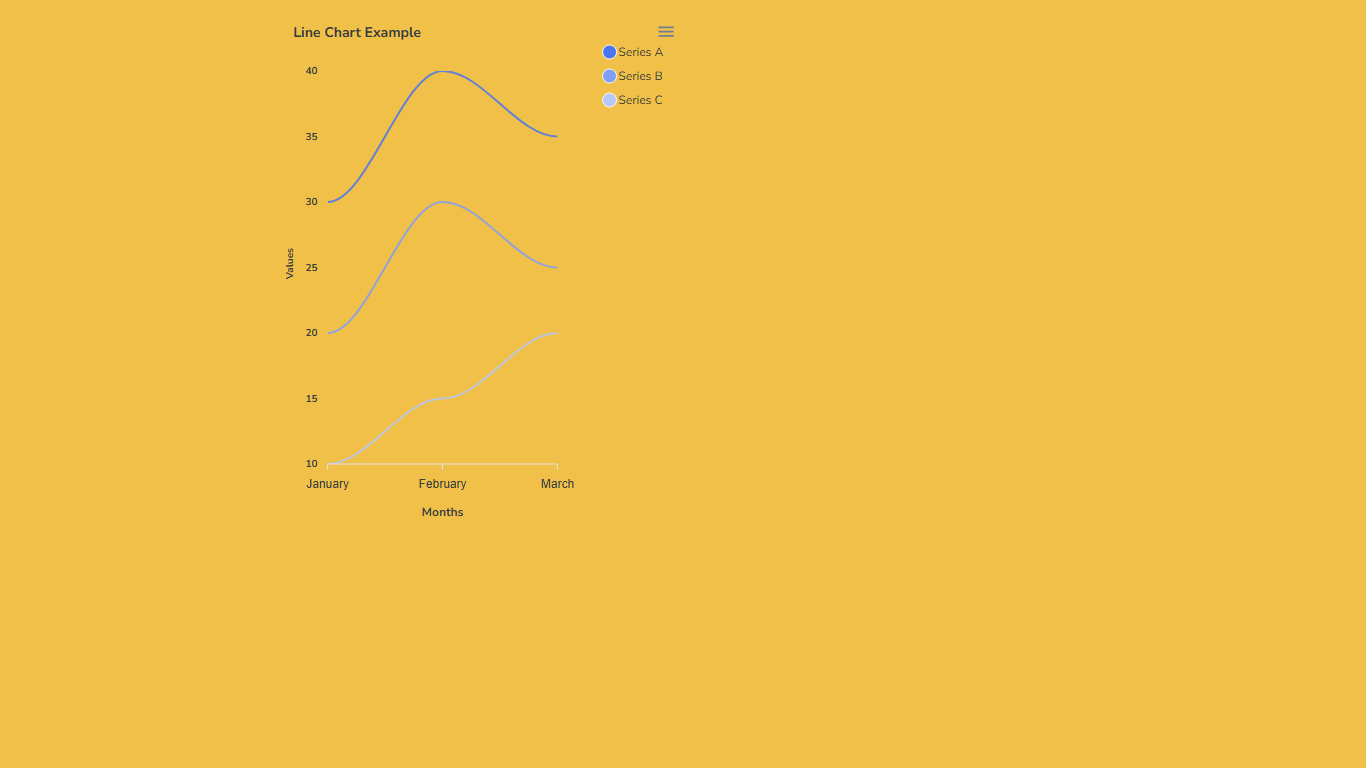 Line Chart Example
Series A
Series B
Series C
40
35
30
25
20
15
10
Values
January
February
March
Months